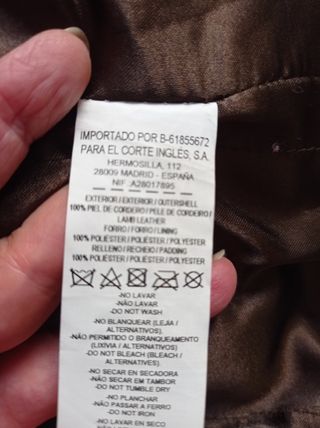 IMPORTADO POR B-61855672
PARA EL CORTE INGLES, S.A.
HERMOSILLA, 112
28009 MADRID - ESPAÑA
NIF.:A28017895
EXTERIOR / EXTERIOR / OUTERSHELL
100% PIEL DE CORDERO / PELE DE CORDEIRO /
LAMB LEATHER
FORRO / FORRO / LINING
100% POLIÉSTER / POLIÉSTER / POLYESTER
RELLENO / RECHEIO / PADDING
100% POLIÉSTER / POLIÉSTER / POLYESTER
-NO LAVAR
-NÃO LAVAR
-DO NOT WASH
-NO BLANQUEAR (LEJIA /
ALTERNATIVOS).
-NÃO PERMITIDO O BRANQUEAMENTO
(LIXIVIA / ALTERNATIVOS)
-DO NOT BLEACH (BLEACH /
ALTERNATIVES).
-NO SECAR EN SECADORA
-NÃO SECAR EM TAMBOR
-DO NOT TUMBLE DRY
-NO PLANCHAR
-NÃO PASSAR A FERRO
-DO NOT IRON
-NO LAVAR EN SECO